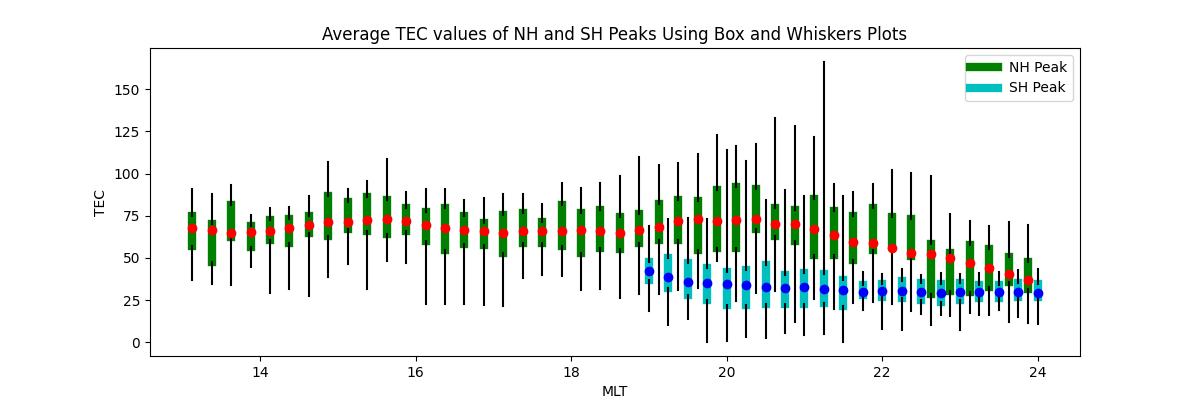 Average TEC values of NH and SH Peaks Using Box and Whiskers Plots
NH Peak
SH Peak
TEC
150
125
100
75
50
25
0
14 16 18 20 22 24
MLT